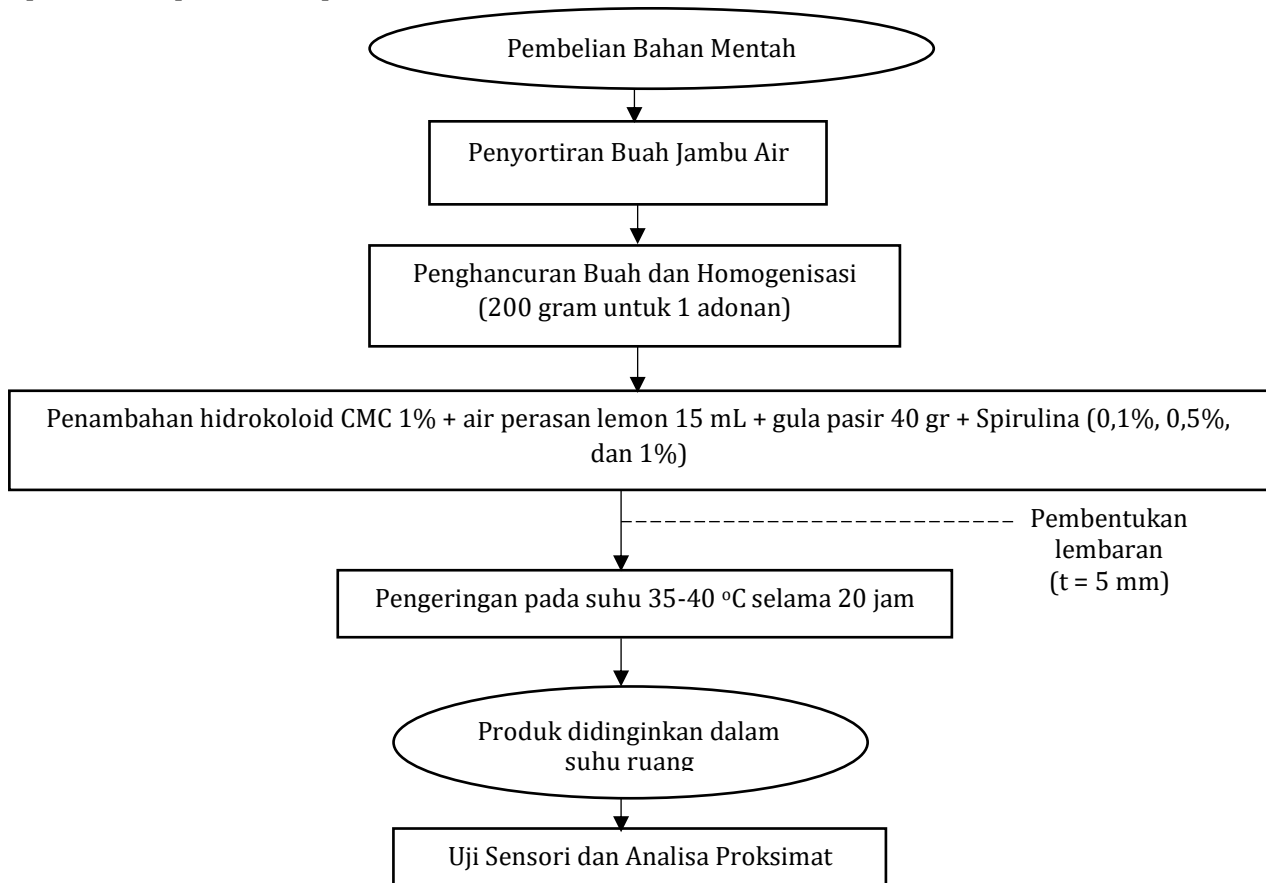 Pembelian Bahan Mentah
Penyortiran Buah Jambu Air
Penghancuran Buah dan Homogenisasi
(200 gram untuk 1 adonan)
Penambahan hidrokoloid CMC 1% + air perasan lemon 15 mL + gula pasir 40 gr + Spirulina (0,1%, 0,5%,
dan 1%)
Pembentukan
lembaran
(t = 5 mm)
Pengeringan pada suhu 35-40 °C selama 20 jam
Produk didinginkan dalam
suhu ruang
Uji Sensori dan Analisa Proksimat